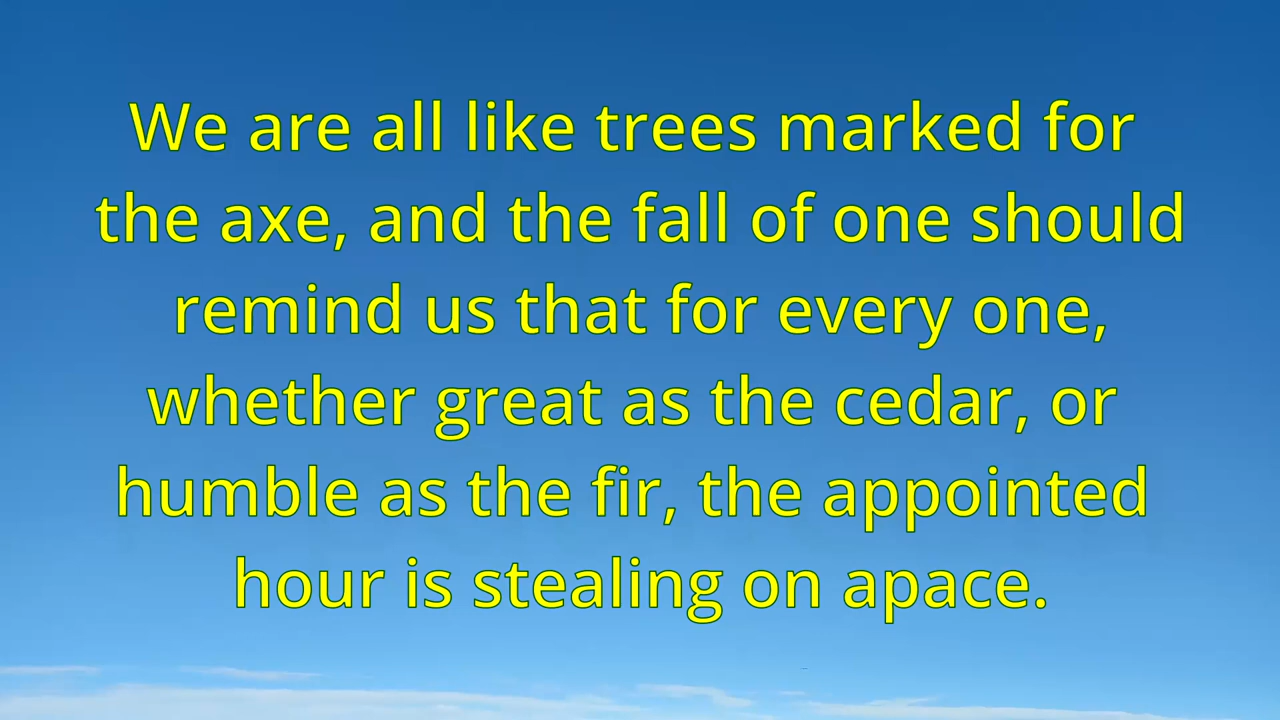 We are all like trees marked for
the axe, and the fall of one should
remind us that for every one,
whether great as the cedar, or
humble as the fir, the appointed
hour is stealing on apace.